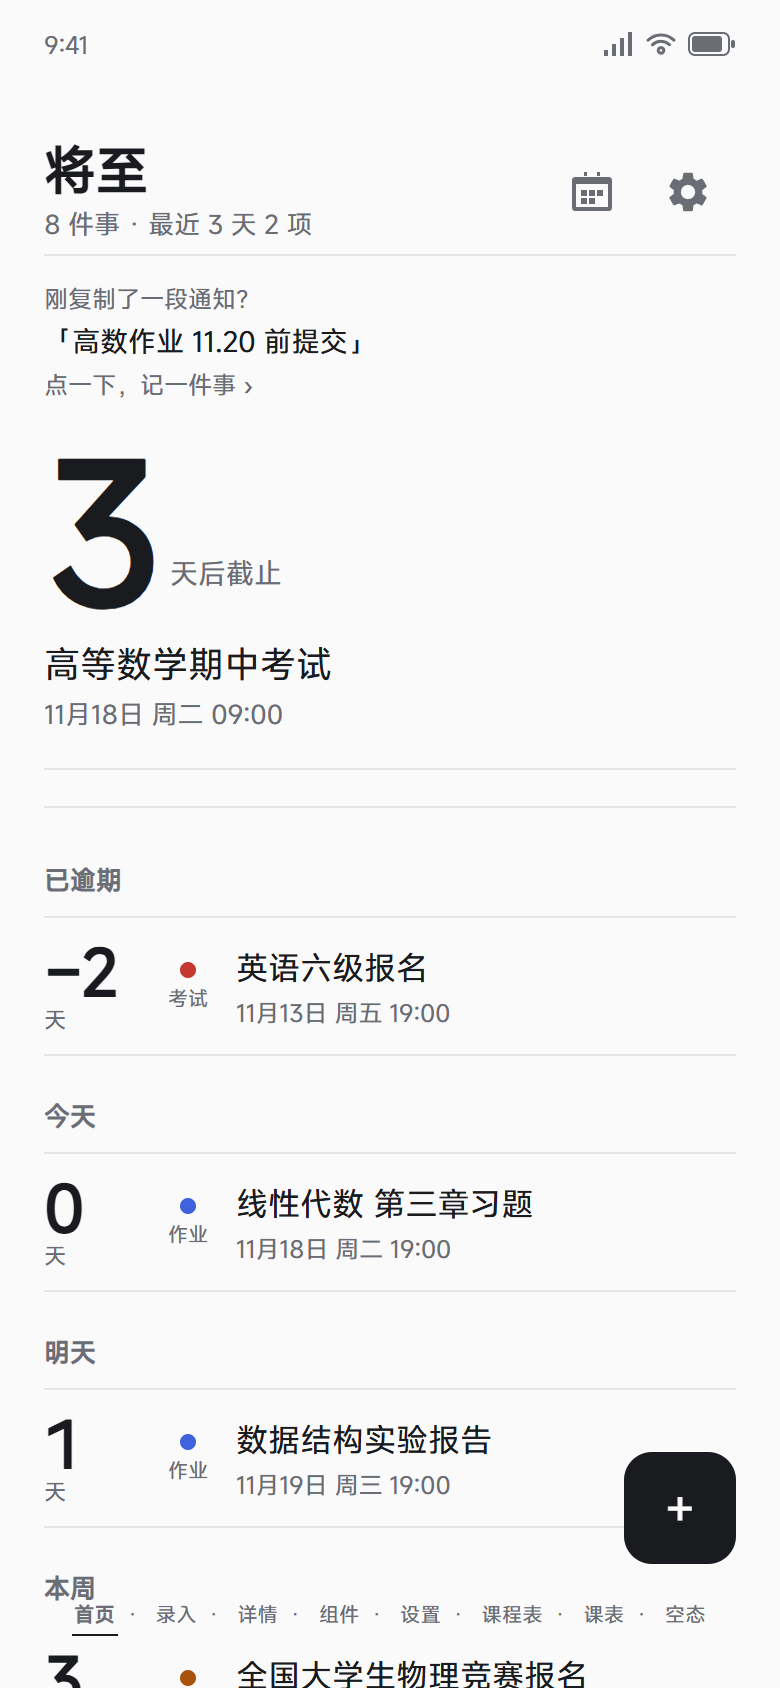 9:41
将至
8 件事 · 最近 3 天 2 项
刚复制了一段通知?
「高数作业 11.20 前提交」
点一下，记一件事 ›
3 天后截止
高等数学期中考试
11月18日 周二 09:00
已逾期
−2
天
考试
英语六级报名
11月13日 周五 19:00
今天
0
天
作业
线性代数 第三章习题
11月18日 周二 19:00
明天
1
天
作业
数据结构实验报告
11月19日 周三 19:00
+
本周
首页 · 录入 · 详情 · 组件 · 设置 · 课程表 · 课表 · 空态
3
全国大学生物理竞赛报名